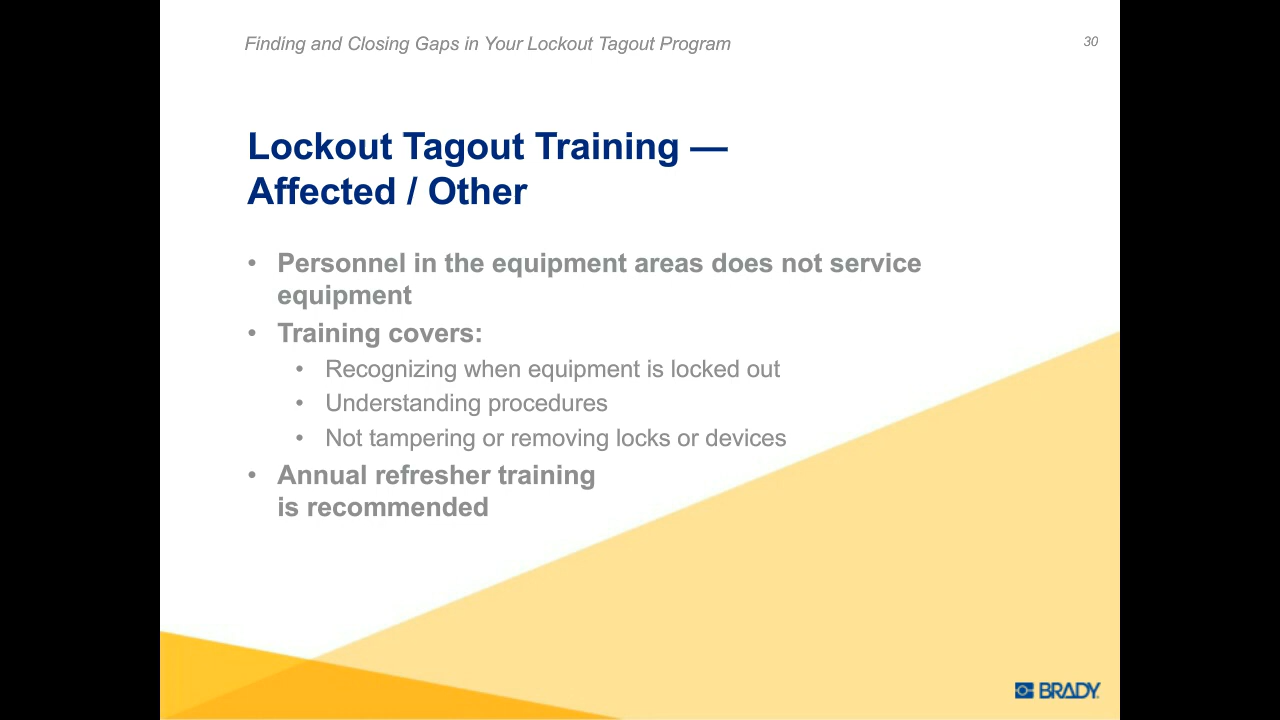 Finding and Closing Gaps in Your Lockout Tagout Program
30
Lockout Tagout Training —
Affected / Other
• Personnel in the equipment areas does not service
equipment
• Training covers:
• Recognizing when equipment is locked out
• Understanding procedures
• Not tampering or removing locks or devices
• Annual refresher training
is recommended
BRADY